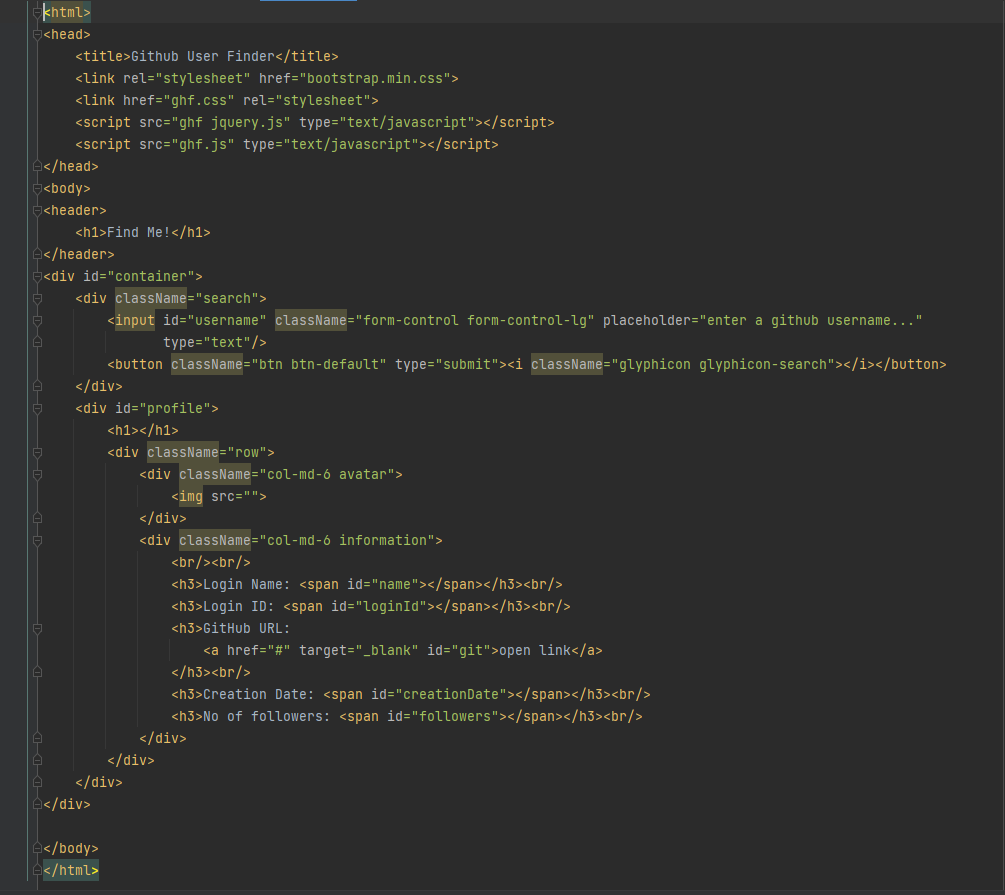 <html>
<head>
    <title>Github User Finder</title>
    <link rel="stylesheet" href="bootstrap.min.css">
    <link href="ghf.css" rel="stylesheet">
    <script src="ghf jquery.js" type="text/javascript"></script>
    <script src="ghf.js" type="text/javascript"></script>
</head>
<body>
<header>
    <h1>Find Me!</h1>
</header>
<div id="container">
    <div className="search">
        <input id="username" className="form-control form-control-lg" placeholder="enter a github username..."
               type="text"/>
        <button className="btn btn-default" type="submit"><i className="glyphicon glyphicon-search"></i></button>
    </div>
    <div id="profile">
        <h1></h1>
        <div className="row">
            <div className="col-md-6 avatar">
                <img src="">
            </div>
            <div className="col-md-6 information">
                <br/><br/>
                <h3>Login Name: <span id="name"></span></h3><br/>
                <h3>Login ID: <span id="loginId"></span></h3><br/>
                <h3>GitHub URL:
                    <a href="#" target="_blank" id="git">open link</a>
                </h3><br/>
                <h3>Creation Date: <span id="creationDate"></span></h3><br/>
                <h3>No of followers: <span id="followers"></span></h3><br/>
            </div>
        </div>
    </div>
</div>

</body>
</html>